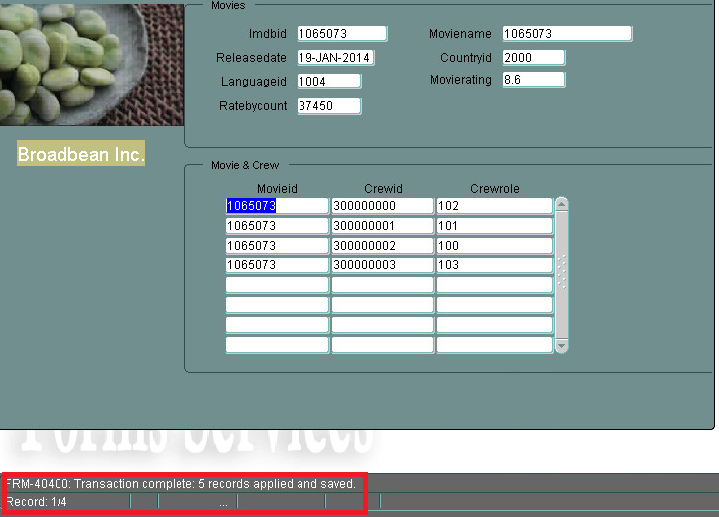 Movies
Imdbid 1065073 Moviename 1065073
Releasedate 19-JAN-2014 Countryid 2000
Languageid 1004 Movierating 8.6
Ratebycount 37450
Broadbean Inc.
Movie & Crew
Movieid Crewid Crewrole
1065073 300000000 102
1065073 300000001 101
1065073 300000002 100
1065073 300000003 103
Forms Services
FRM-40400: Transaction complete: 5 records applied and saved.
Record: 1/4 ...